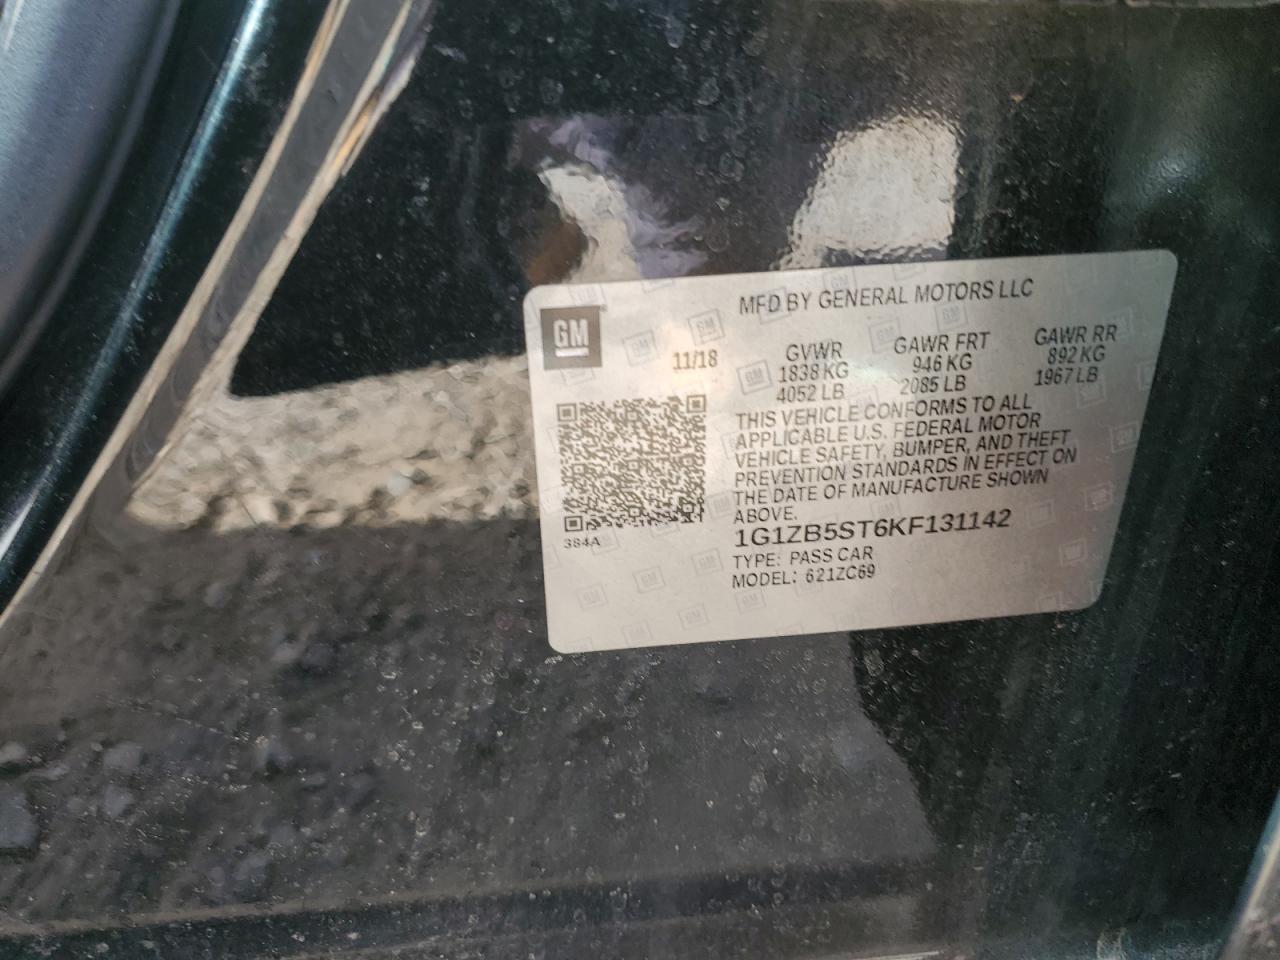 GM
MFD BY GENERAL MOTORS LLC
11/18
GVWR GAWR FRT GAWR RR
1838 KG 946 KG 892 KG
4052 LB 2085 LB 1967 LB
THIS VEHICLE CONFORMS TO ALL
APPLICABLE U.S. FEDERAL MOTOR
VEHICLE SAFETY, BUMPER, AND THEFT
PREVENTION STANDARDS IN EFFECT ON
THE DATE OF MANUFACTURE SHOWN
ABOVE.
384A
1G1ZB5ST6KF131142
TYPE: PASS CAR
MODEL: 621ZC69